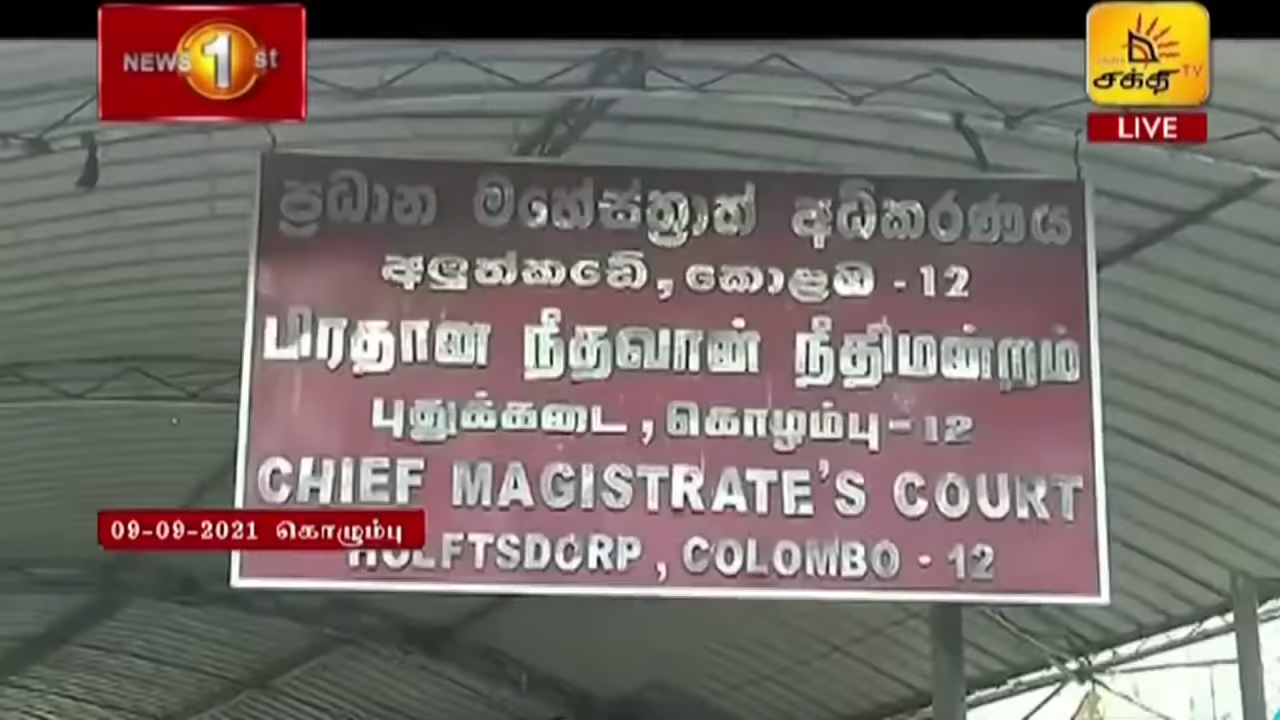 NEWS 1st
சக்தி TV
LIVE
ප්‍රධාන මහේස්ත්‍රාත් අධිකරණය
අලුත්කඩේ, කොළඹ - 12
பிரதான நீதவான் நீதிமன்றம்
புதுக்கடை, கொழும்பு - 12
CHIEF MAGISTRATE'S COURT
HULFTSDORP, COLOMBO - 12
09-09-2021 கொழும்பு